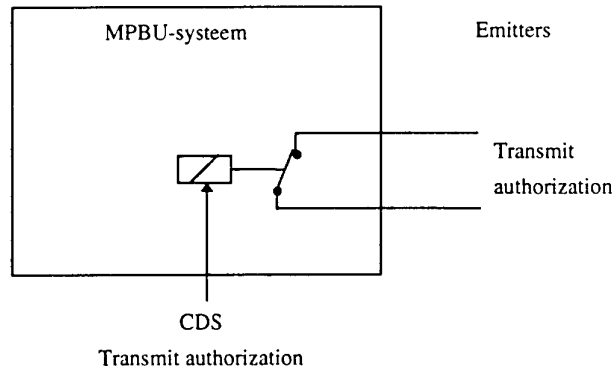 MPBU-systeem
Emitters
Transmit
authorization
CDS
Transmit authorization